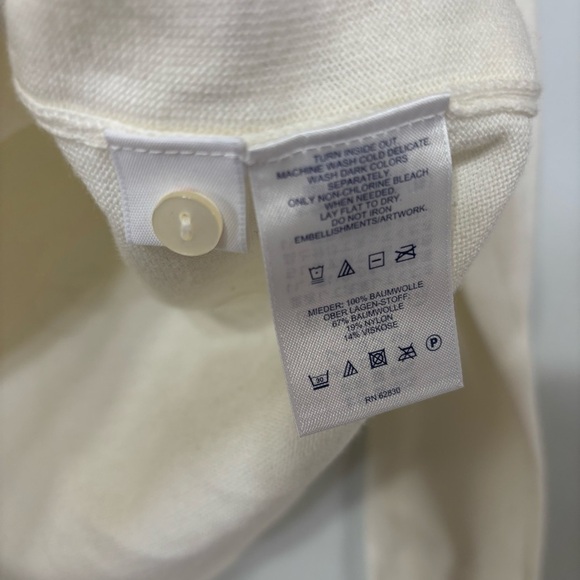 TURN INSIDE OUT
MACHINE WASH COLD DELICATE
WASH DARK COLORS
SEPARATELY
ONLY NON-CHLORINE BLEACH
WHEN NEEDED.
LAY FLAT TO DRY.
DO NOT IRON
EMBELLISHMENTS/ARTWORK.
MIEDER: 100% BAUMWOLLE
OBER LAGEN-STOFF:
67% BAUMWOLLE
19% NYLON
14% VISKOSE
30 P
RN 62830